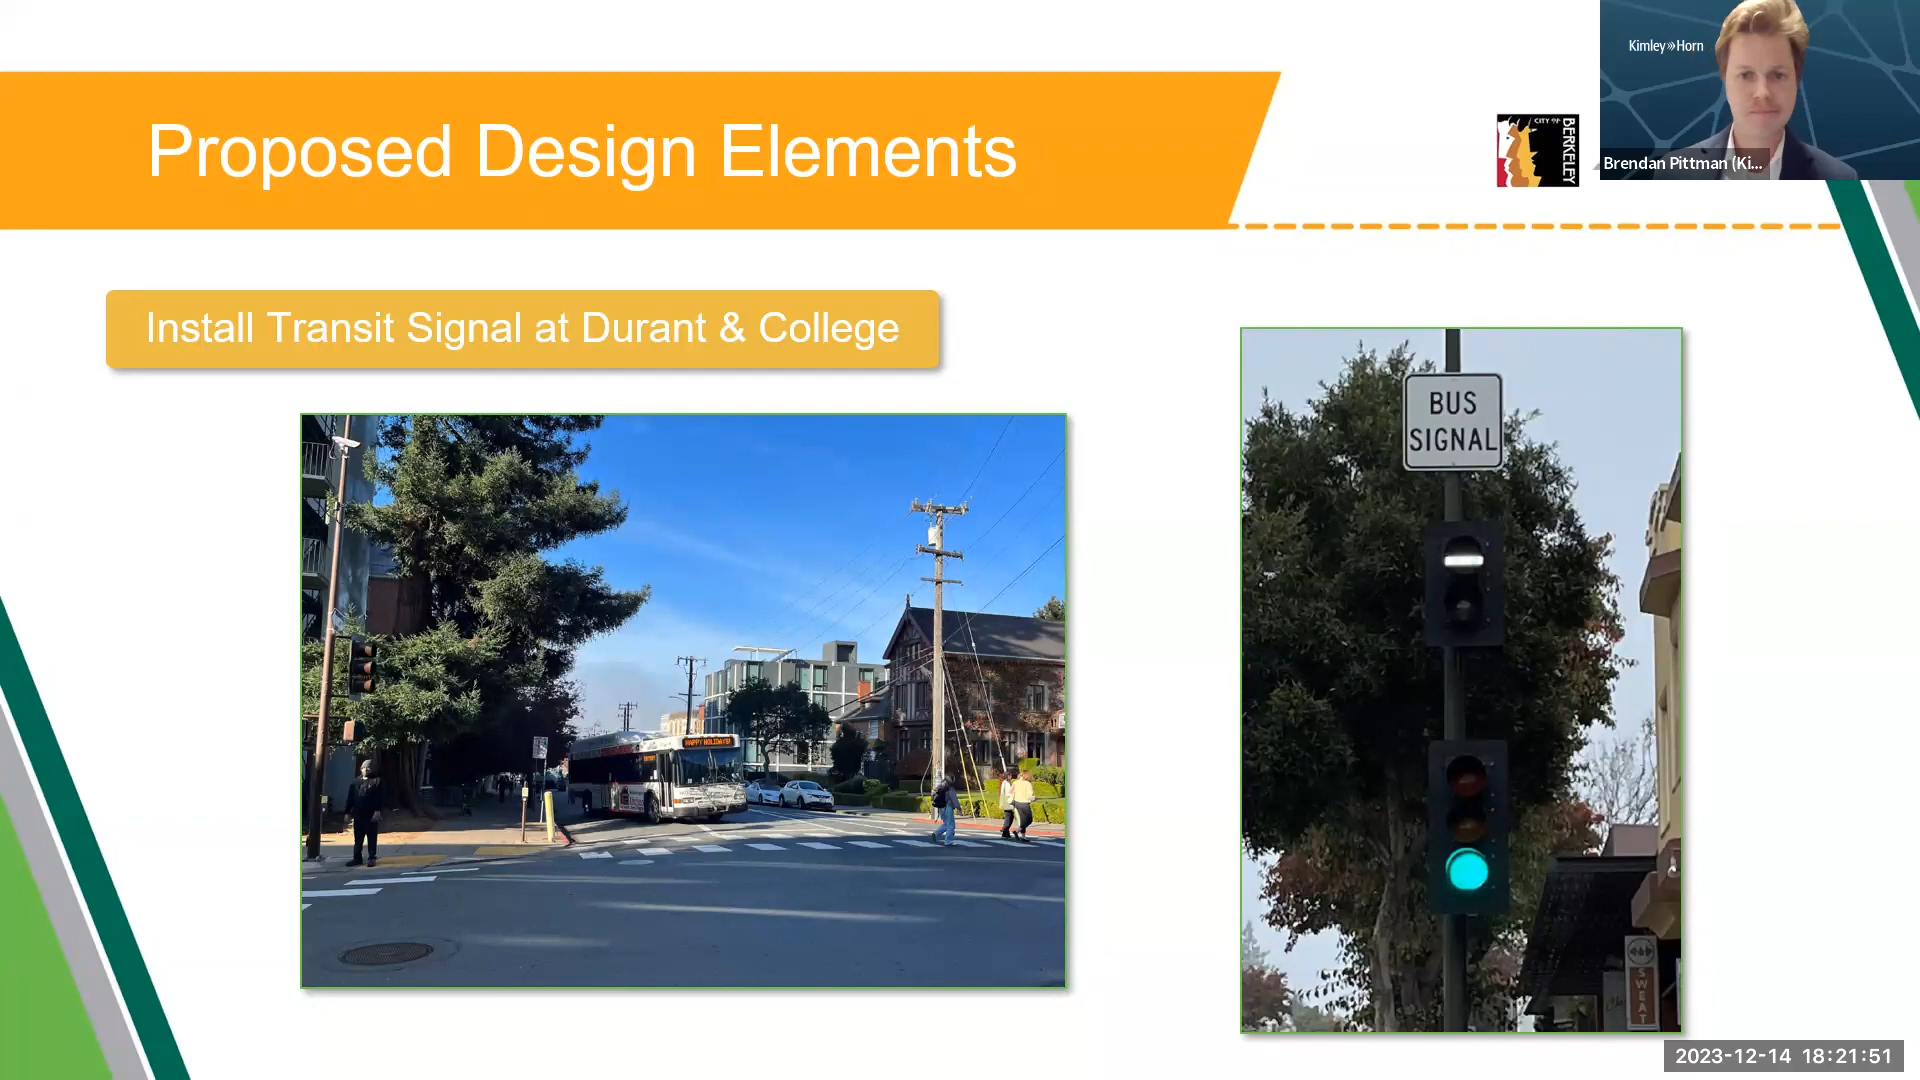 Kimley»Horn
Proposed Design Elements
CITY OF
BERKELEY
Brendan Pittman (Ki...
Install Transit Signal at Durant & College
BUS
SIGNAL
HAPPY HOLIDAYS!
SWEAT
2023-12-14 18:21:51